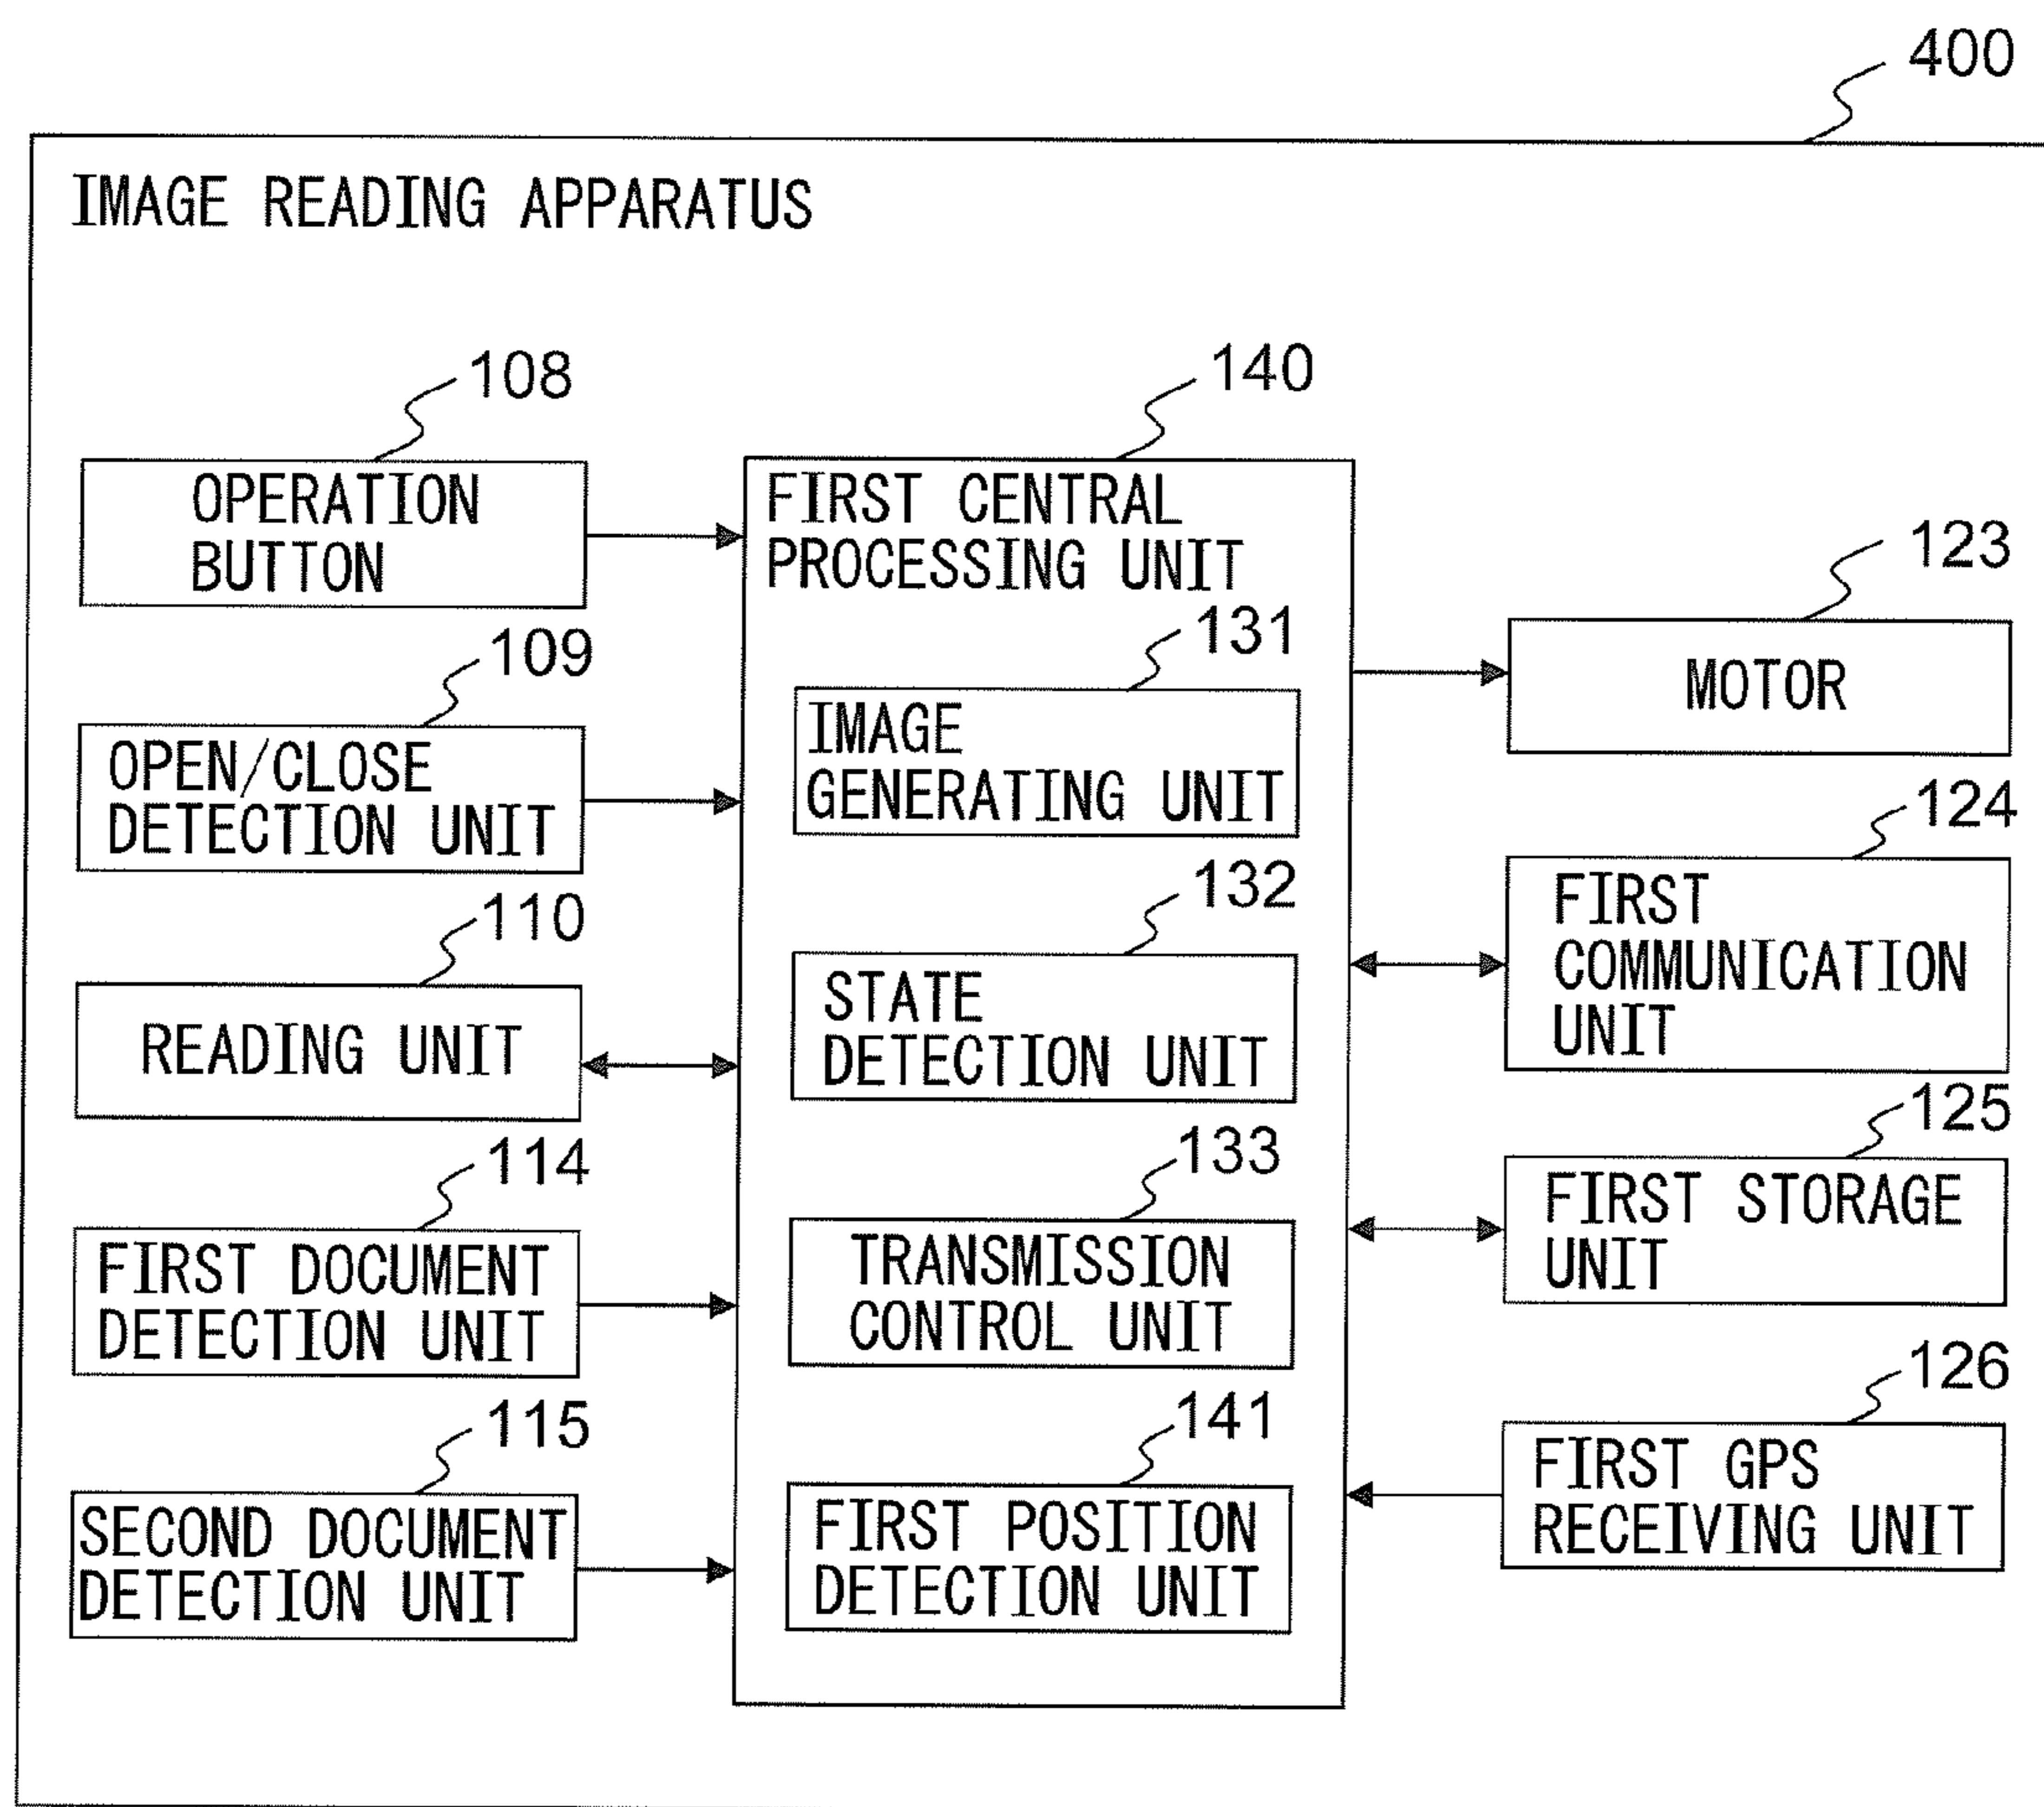 400
IMAGE READING APPARATUS
108
OPERATION
BUTTON
109
OPEN/CLOSE
DETECTION UNIT
110
READING UNIT
114
FIRST DOCUMENT
DETECTION UNIT
115
SECOND DOCUMENT
DETECTION UNIT
140
FIRST CENTRAL
PROCESSING UNIT
131
IMAGE
GENERATING UNIT
132
STATE
DETECTION UNIT
133
TRANSMISSION
CONTROL UNIT
141
FIRST POSITION
DETECTION UNIT
123
MOTOR
124
FIRST
COMMUNICATION
UNIT
125
FIRST STORAGE
UNIT
126
FIRST GPS
RECEIVING UNIT